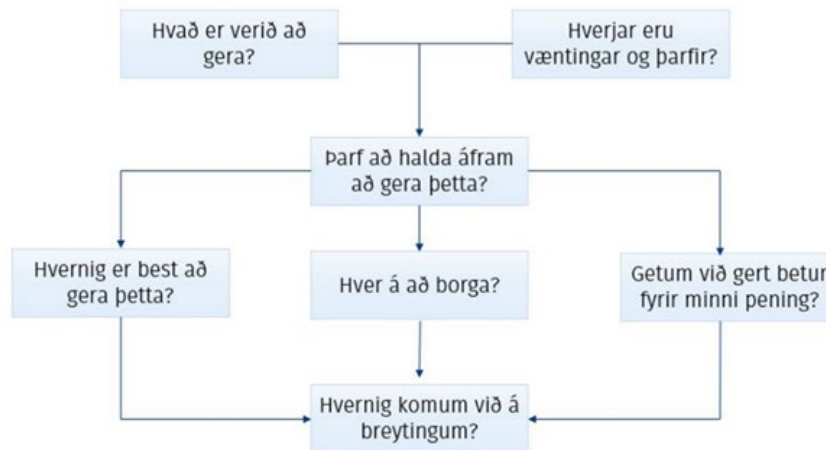 Hvað er verið að
gera?
Hverjar eru
væntingar og þarfir?
Þarf að halda áfram
að gera þetta?
Hvernig er best að
gera þetta?
Hver á að borga?
Getum við gert betur
fyrir minni pening?
Hvernig komum við á
breytingum?